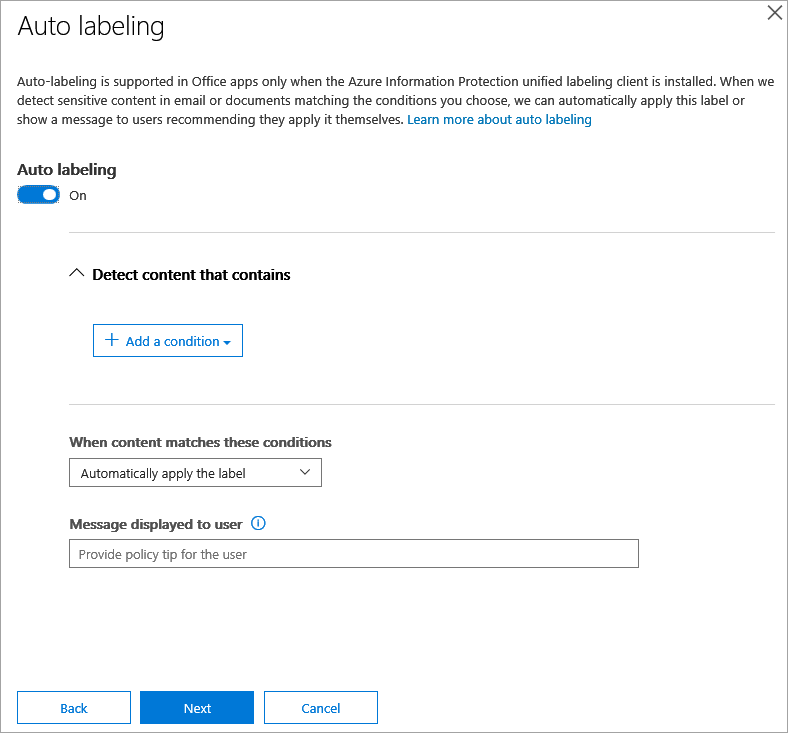 Auto labeling
Auto-labeling is supported in Office apps only when the Azure Information Protection unified labeling client is installed. When we
detect sensitive content in email or documents matching the conditions you choose, we can automatically apply this label or
show a message to users recommending they apply it themselves. Learn more about auto labeling
Auto labeling
On
Detect content that contains
Add a condition
When content matches these conditions
Automatically apply the label
Message displayed to user
Provide policy tip for the user
Back Next Cancel